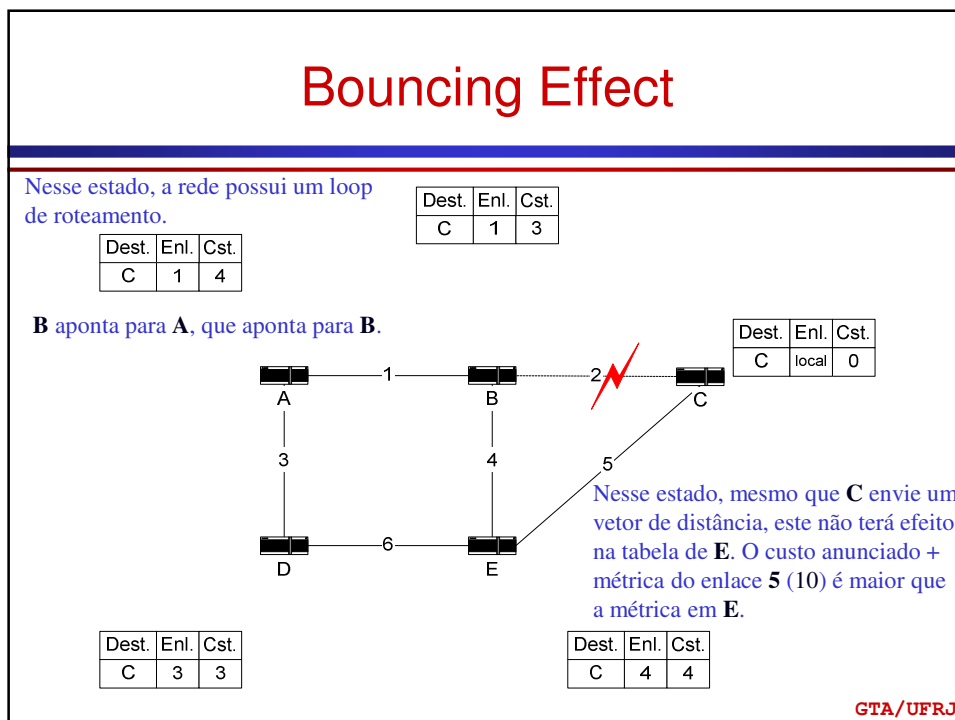 Bouncing Effect
Nesse estado, a rede possui um loop
de roteamento.
Dest. Enl. Cst.
C 1 3
Dest. Enl. Cst.
C 1 4
B aponta para A, que aponta para B.
Dest. Enl. Cst.
C local 0
1
2
A
B
C
3
4
5
Nesse estado, mesmo que C envie um
vetor de distância, este não terá efeito
na tabela de E. O custo anunciado +
métrica do enlace 5 (10) é maior que
a métrica em E.
6
D
E
Dest. Enl. Cst.
C 3 3
Dest. Enl. Cst.
C 4 4
GTA/UFRJ